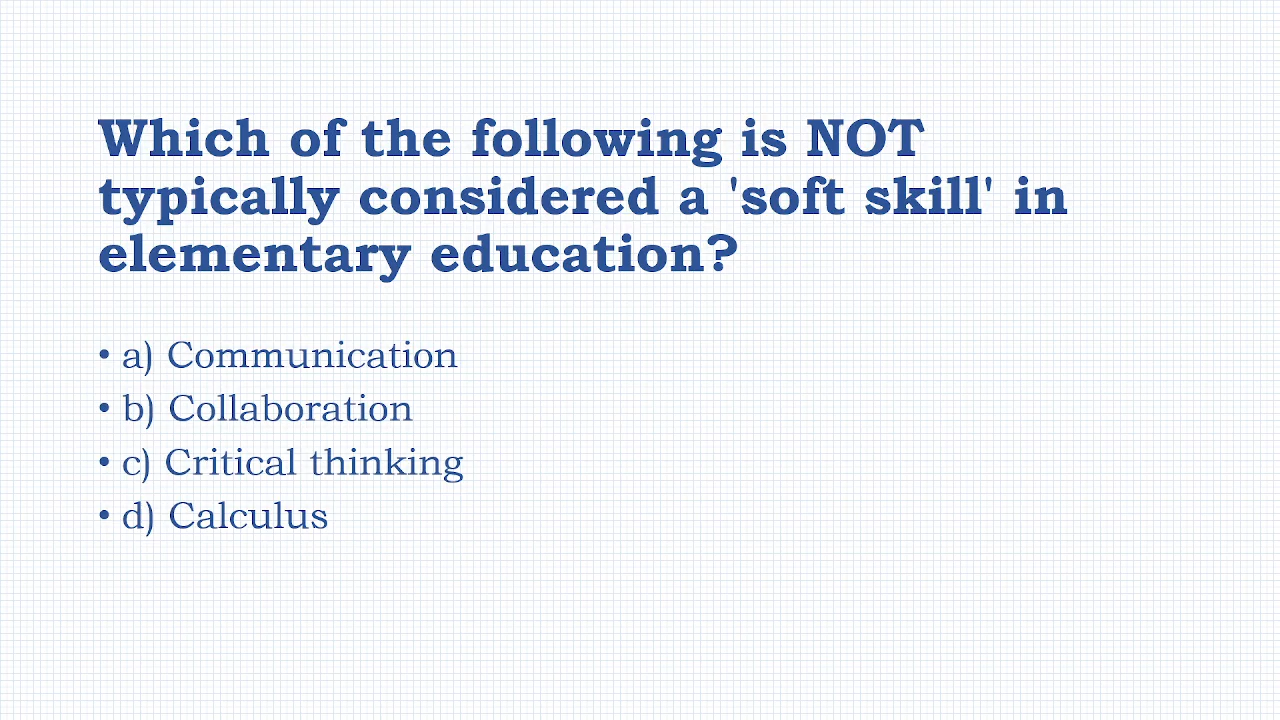 Which of the following is NOT
typically considered a 'soft skill' in
elementary education?
• a) Communication
• b) Collaboration
• c) Critical thinking
• d) Calculus